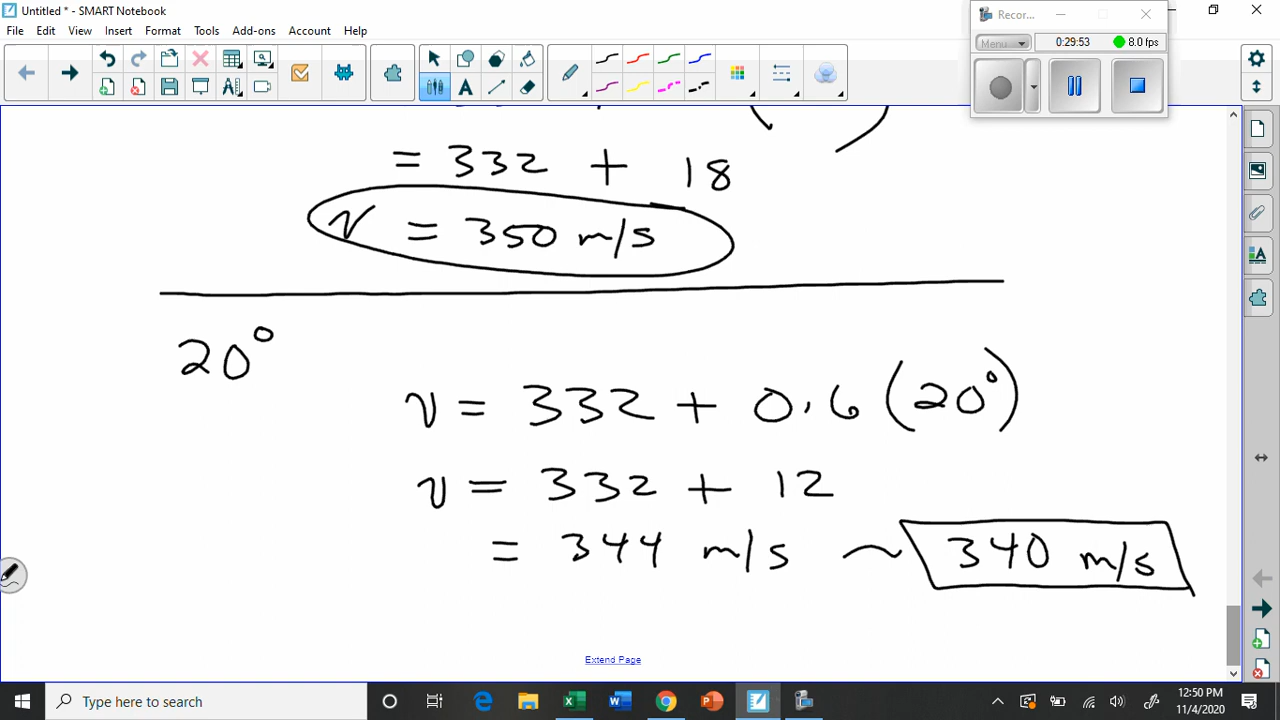 Untitled * - SMART Notebook
Recor...
File Edit View Insert Format Tools Add-ons Account Help
Menu
0:29:53
8.0 fps
= 332 + 18
v = 350 m/s
20°
v = 332 + 0.6 (20°)
v = 332 + 12
= 344 m/s ~ 340 m/s
Extend Page
Type here to search
12:50 PM
11/4/2020